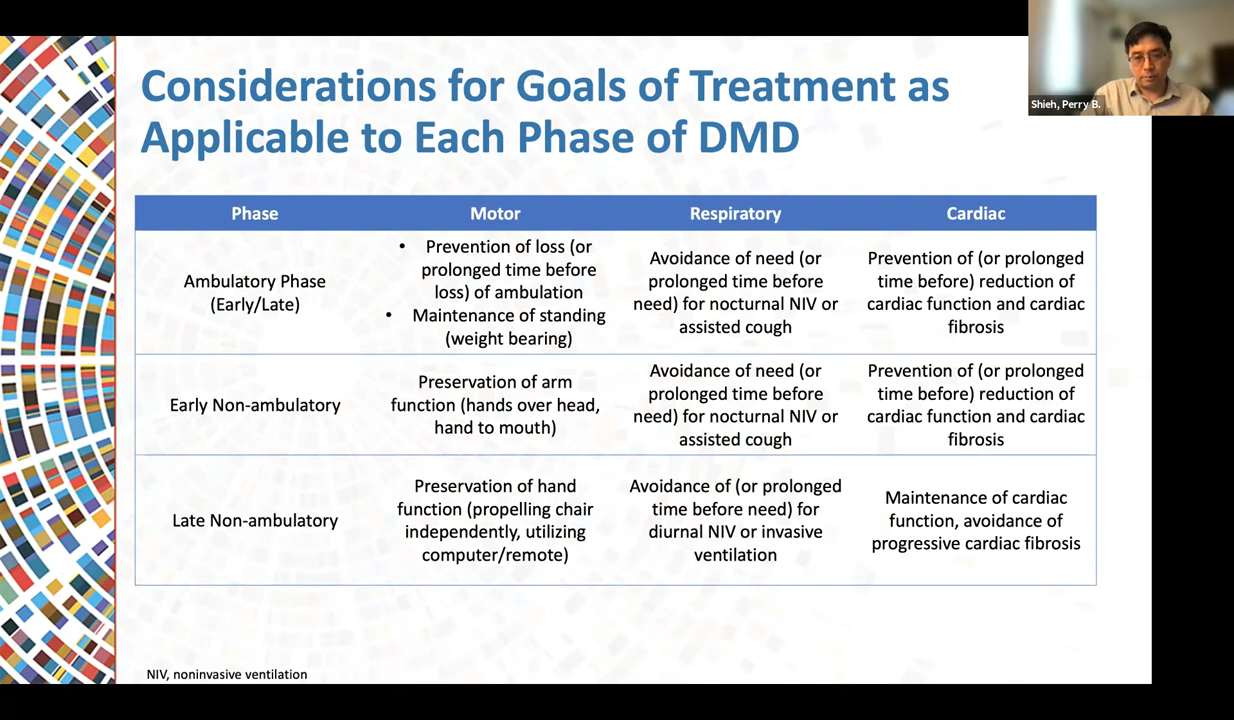 Considerations for Goals of Treatment as
Applicable to Each Phase of DMD
Shieh, Perry B.
Phase
Motor
Respiratory
Cardiac
Ambulatory Phase
(Early/Late)
• Prevention of loss (or
prolonged time before
loss) of ambulation
• Maintenance of standing
(weight bearing)
Avoidance of need (or
prolonged time before
need) for nocturnal NIV or
assisted cough
Prevention of (or prolonged
time before) reduction of
cardiac function and cardiac
fibrosis
Early Non-ambulatory
Preservation of arm
function (hands over head,
hand to mouth)
Avoidance of need (or
prolonged time before
need) for nocturnal NIV or
assisted cough
Prevention of (or prolonged
time before) reduction of
cardiac function and cardiac
fibrosis
Late Non-ambulatory
Preservation of hand
function (propelling chair
independently, utilizing
computer/remote)
Avoidance of (or prolonged
time before need) for
diurnal NIV or invasive
ventilation
Maintenance of cardiac
function, avoidance of
progressive cardiac fibrosis
NIV, noninvasive ventilation